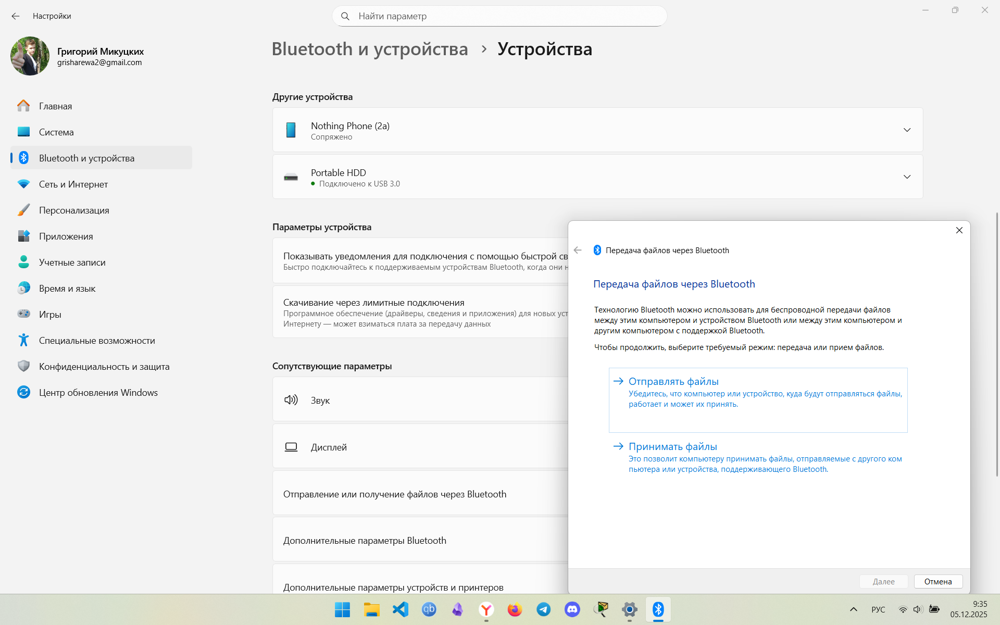 Настройки
Найти параметр
Григорий Микуцких
grisharewa2@gmail.com
Главная
Система
Bluetooth и устройства
Сеть и Интернет
Персонализация
Приложения
Учетные записи
Время и язык
Игры
Специальные возможности
Конфиденциальность и защита
Центр обновления Windows
Bluetooth и устройства > Устройства
Другие устройства
Nothing Phone (2a)
Сопряжено
Portable HDD
Подключено к USB 3.0
Параметры устройства
Показывать уведомления для подключения с помощью быстрой св
Быстро подключайтесь к поддерживаемым устройствам Bluetooth, когда они н
Скачивание через лимитные подключения
Программное обеспечение (драйверы, сведения и приложения) для новых уст
Интернету — может взиматься плата за передачу данных
Сопутствующие параметры
Звук
Дисплей
Отправление или получение файлов через Bluetooth
Дополнительные параметры Bluetooth
Дополнительные параметры устройств и принтеров
Передача файлов через Bluetooth
Передача файлов через Bluetooth
Технологию Bluetooth можно использовать для беспроводной передачи файлов
между этим компьютером и устройством Bluetooth или между этим компьютером и
другим компьютером с поддержкой Bluetooth.
Чтобы продолжить, выберите требуемый режим: передача или прием файлов.
Отправлять файлы
Убедитесь, что компьютер или устройство, куда будут отправляться файлы,
работает и может их принять.
Принимать файлы
Это позволит компьютеру принимать файлы, отправляемые с другого ком
пьютера или устройства, поддерживающего Bluetooth.
Далее
Отмена
qb
РУС
9:35
05.12.2025